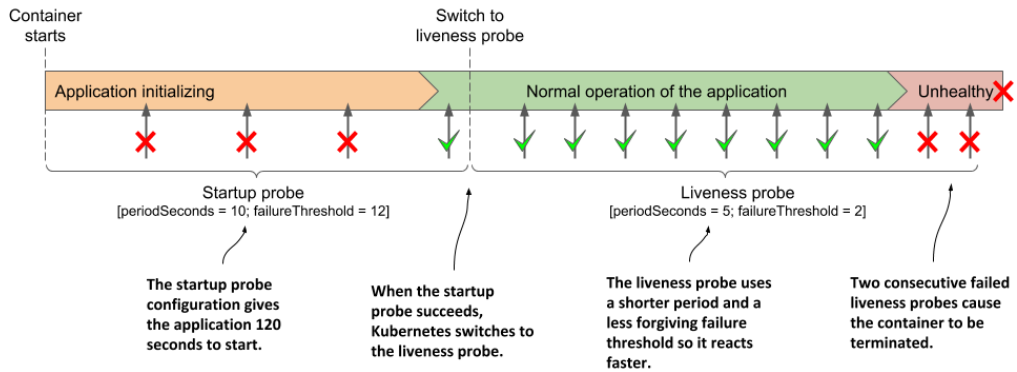 Container
starts
Switch to
liveness probe
Application initializing
Normal operation of the application
Unhealthy
Startup probe
[periodSeconds = 10; failureThreshold = 12]
Liveness probe
[periodSeconds = 5; failureThreshold = 2]
The startup probe
configuration gives
the application 120
seconds to start.
When the startup
probe succeeds,
Kubernetes switches to
the liveness probe.
The liveness probe uses
a shorter period and a
less forgiving failure
threshold so it reacts
faster.
Two consecutive failed
liveness probes cause
the container to be
terminated.